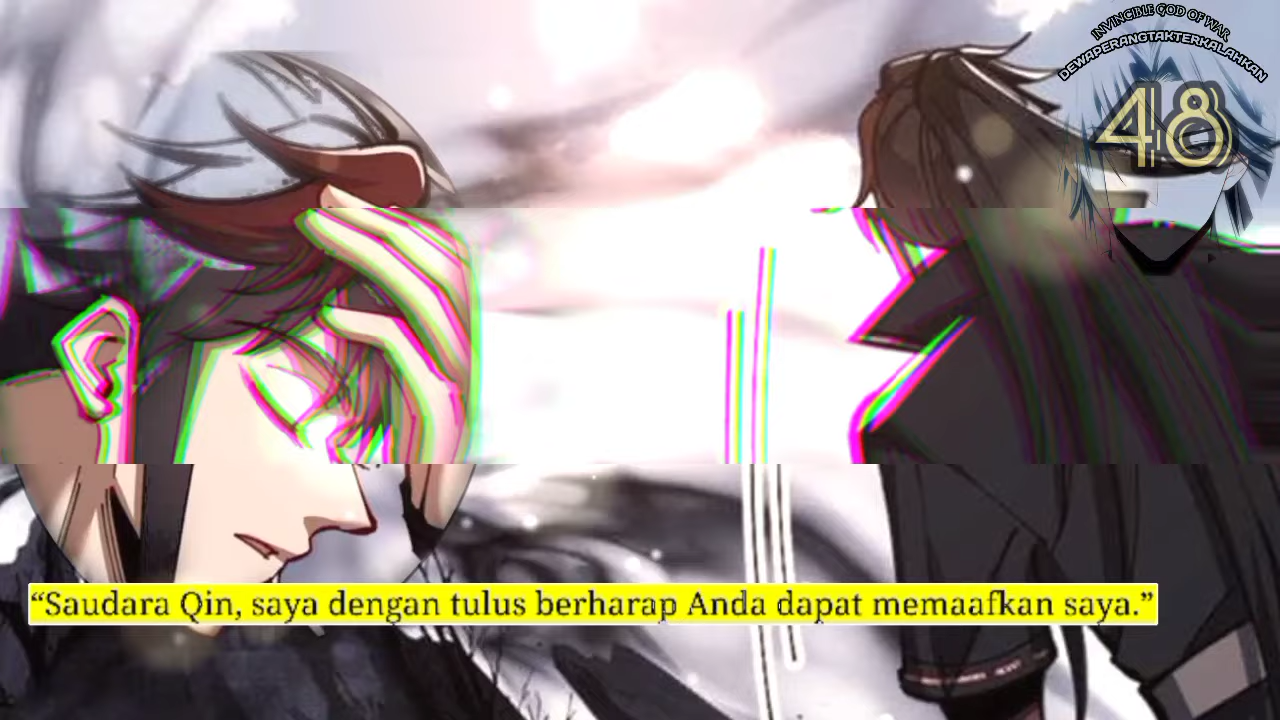 INVINCIBLE GOD OF WAR
DEWAPERANGTAKTERKALAHKAN
48
“Saudara Qin, saya dengan tulus berharap Anda dapat memaafkan saya.”